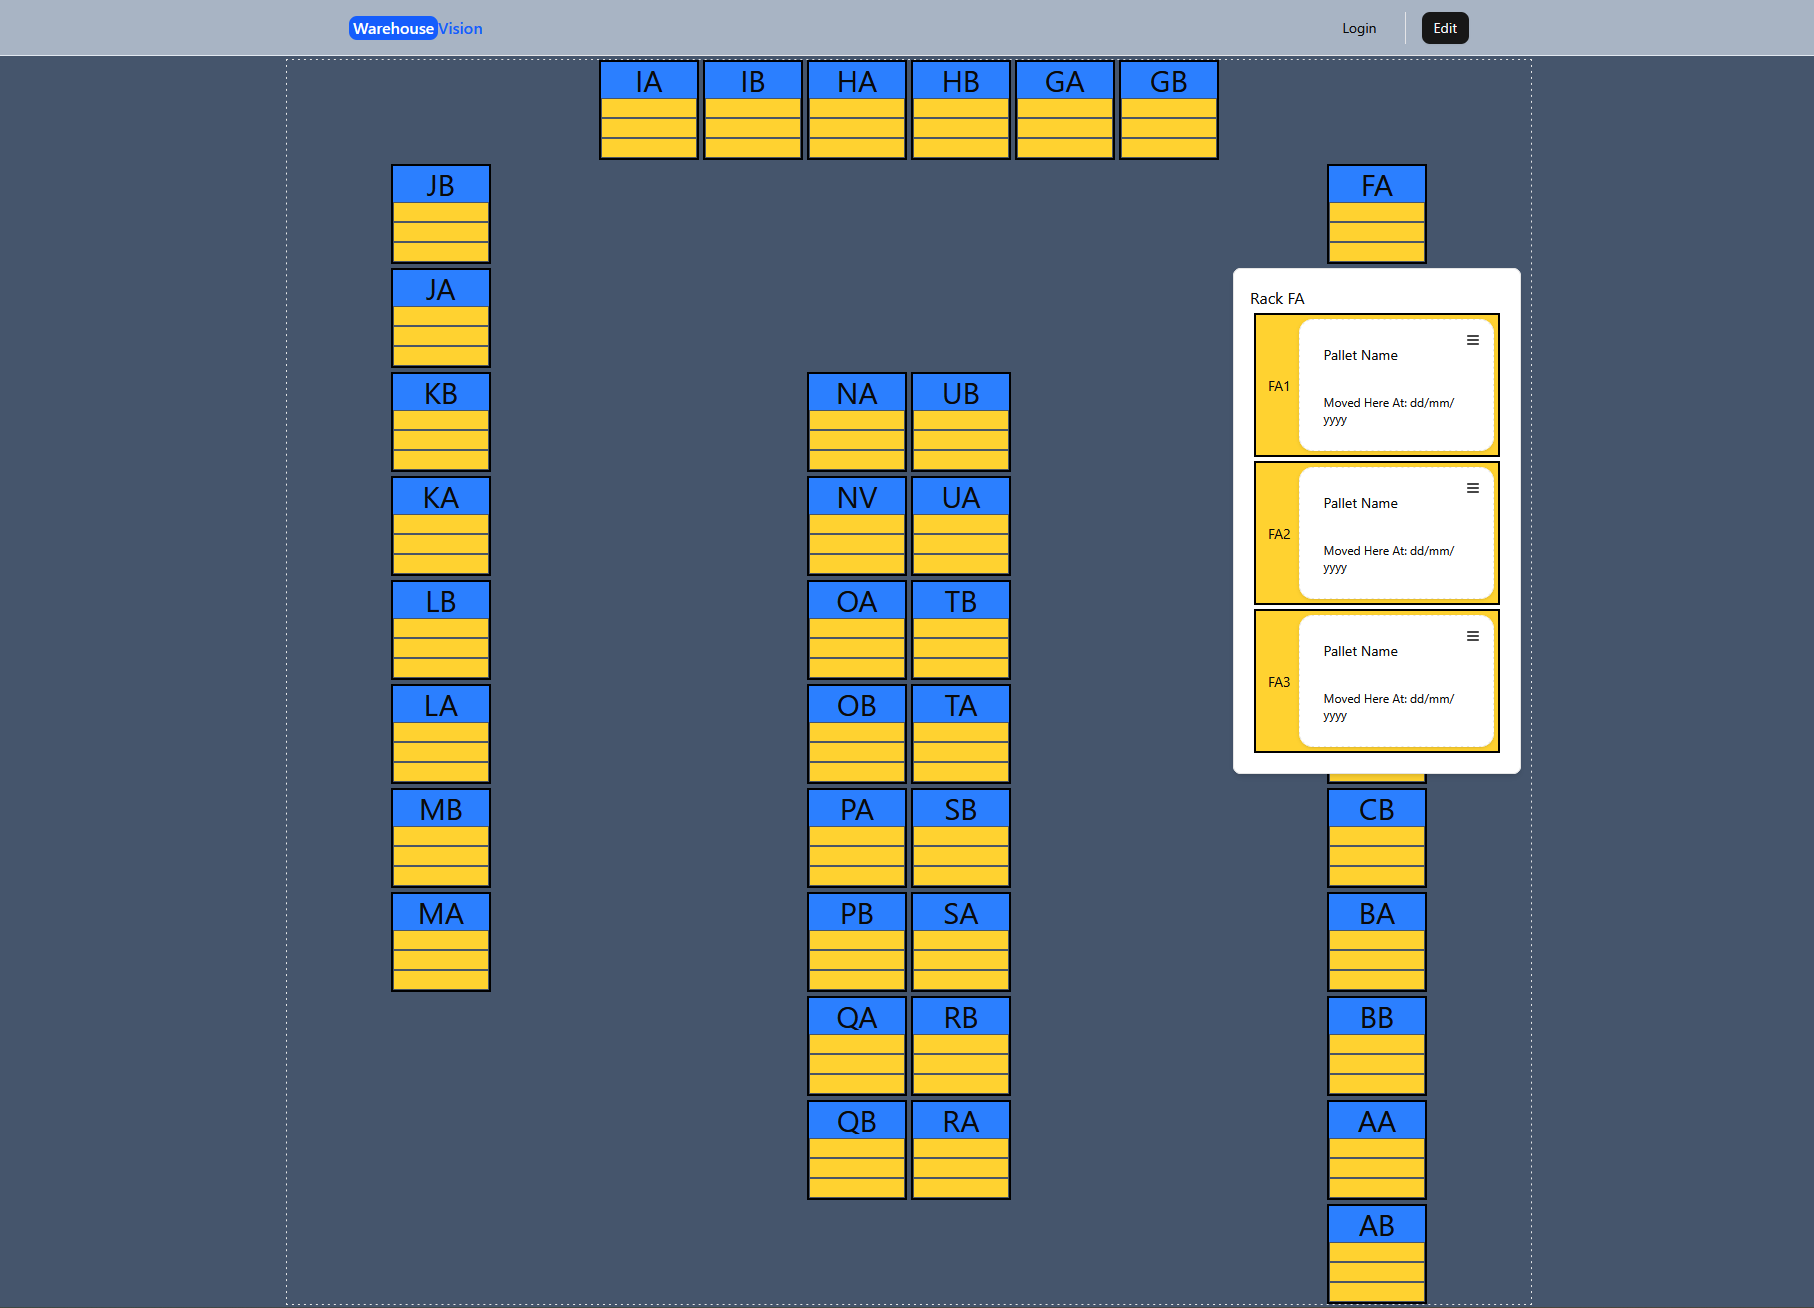 WarehouseVision
Login
Edit
IA IB HA HB GA GB
JB
FA
JA
KB
NA UB
KA
NV UA
LB
OA TB
LA
OB TA
MB
PA SB
CB
MA
PB SA
BA
QA RB
BB
QB RA
AA
AB
Rack FA
FA1
Pallet Name
Moved Here At: dd/mm/
yyyy
FA2
Pallet Name
Moved Here At: dd/mm/
yyyy
FA3
Pallet Name
Moved Here At: dd/mm/
yyyy